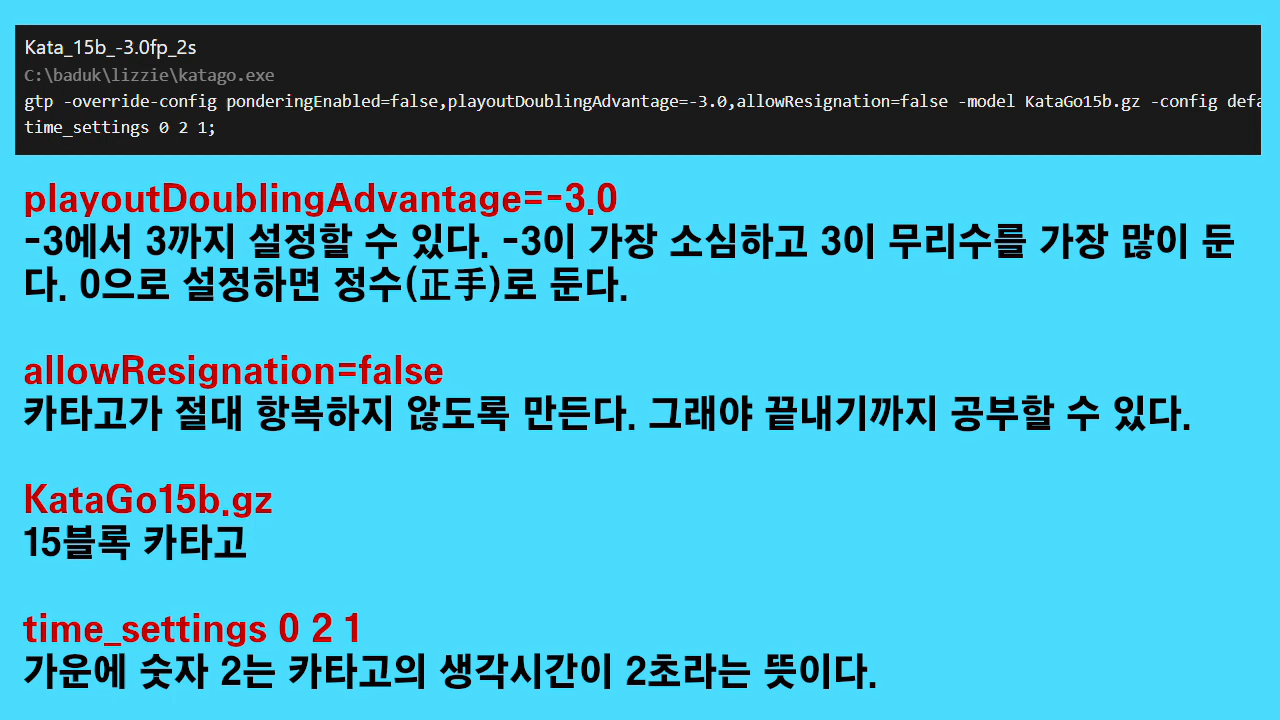 Kata_15b_-3.0fp_2s
C:\baduk\lizzie\katago.exe
gtp -override-config ponderingEnabled=false,playoutDoublingAdvantage=-3.0,allowResignation=false -model KataGo15b.gz -config defa
time_settings 0 2 1;
playoutDoublingAdvantage=-3.0
-3에서 3까지 설정할 수 있다. -3이 가장 소심하고 3이 무리수를 가장 많이 둔
다. 0으로 설정하면 정수(正手)로 둔다.
allowResignation=false
카타고가 절대 항복하지 않도록 만든다. 그래야 끝내기까지 공부할 수 있다.
KataGo15b.gz
15블록 카타고
time_settings 0 2 1
가운에 숫자 2는 카타고의 생각시간이 2초라는 뜻이다.